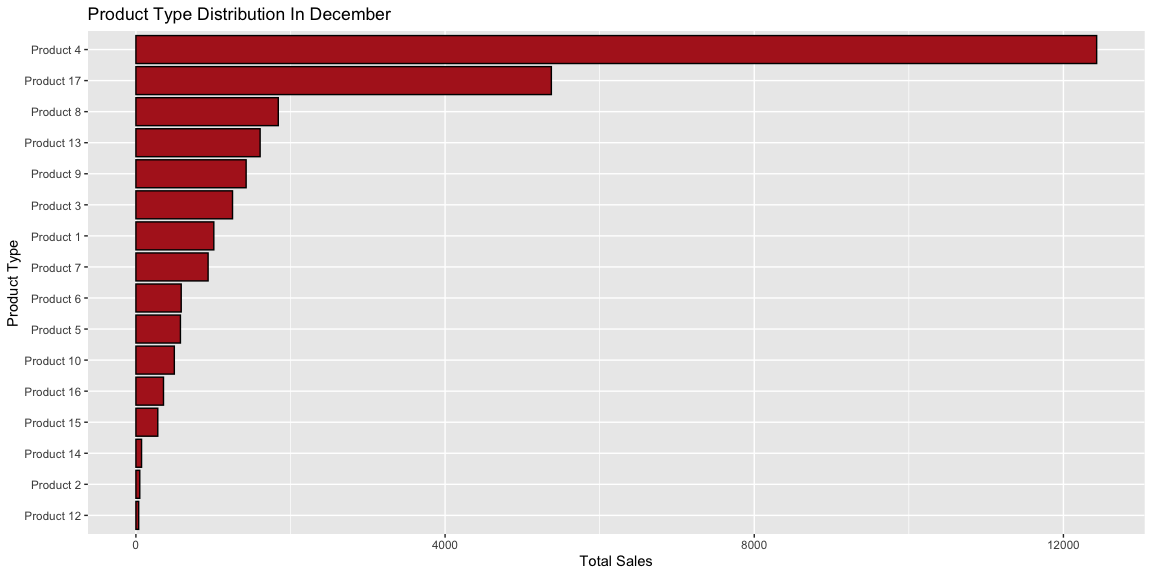 Product Type Distribution In December
Product 4
Product 17
Product 8
Product 13
Product 9
Product 3
Product 1
Product 7
Product 6
Product 5
Product 10
Product 16
Product 15
Product 14
Product 2
Product 12
Product Type
0 4000 8000 12000
Total Sales